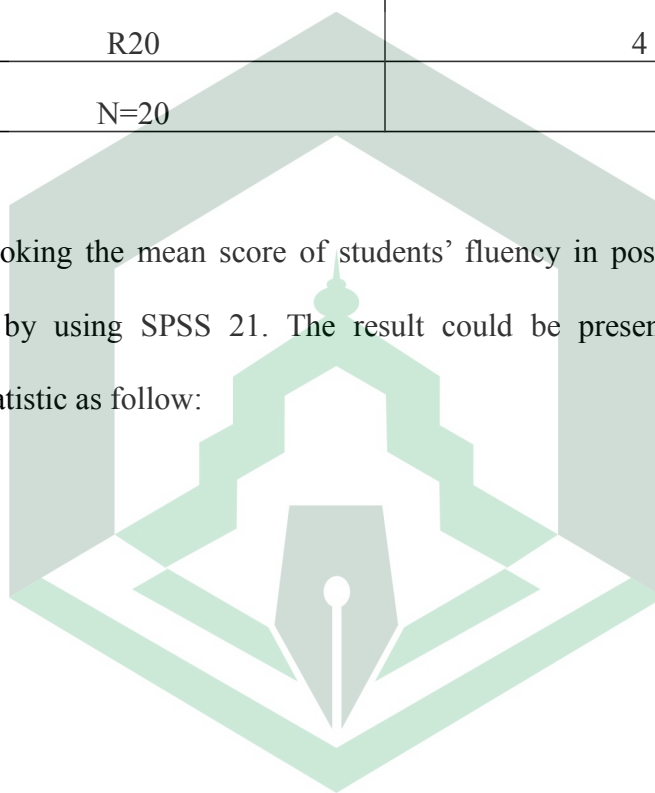 R20 4
N=20
oking the mean score of students’ fluency in pos
by using SPSS 21. The result could be presen
atistic as follow: